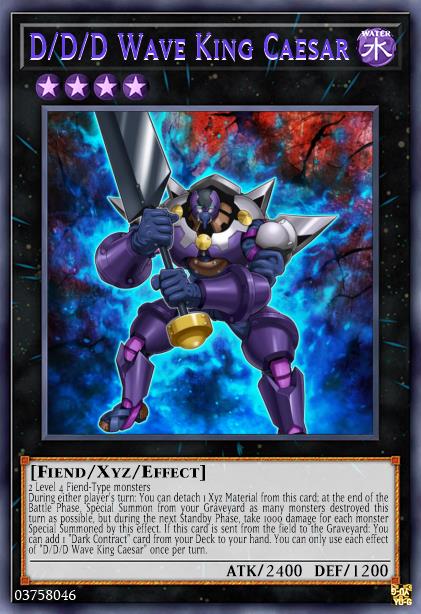 D/D/D Wave King Caesar
WATER
水
[Fiend/Xyz/Effect]
2 Level 4 Fiend-Type monsters
During either player's turn: You can detach 1 Xyz Material from this card; at the end of the
Battle Phase, Special Summon from your Graveyard as many monsters destroyed this
turn as possible, but during the next Standby Phase, take 1000 damage for each monster
Special Summoned by this effect. If this card is sent from the field to the Graveyard: You
can add 1 "Dark Contract" card from your Deck to your hand. You can only use each effect
of "D/D/D Wave King Caesar" once per turn.
ATK/2400 DEF/1200
03758046